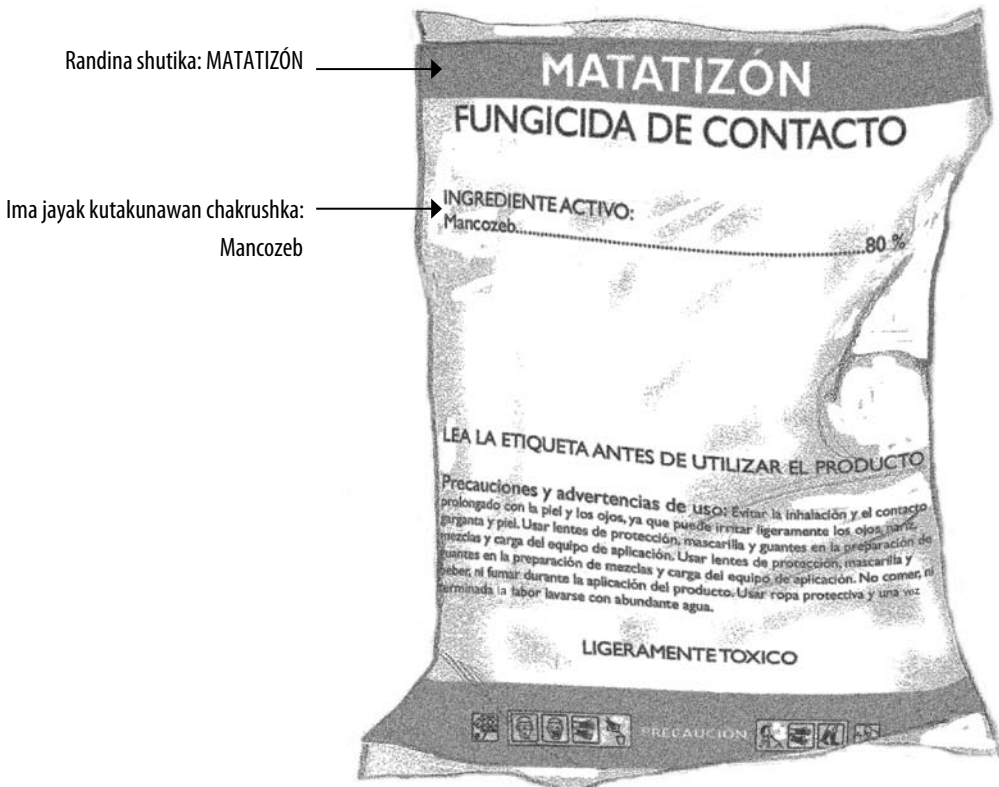 Randina shutika: MATATIZÓN
MATATIZÓN
FUNGICIDA DE CONTACTO
Ima jayak kutakunawan chakrushka:
Mancozeb
INGREDIENTE ACTIVO:
Mancozeb..........80 %
LEA LA ETIQUETA ANTES DE UTILIZAR EL PRODUCTO
Precauciones y advertencias de uso: Evitar la inhalación y el contacto
prolongado con la piel y los ojos, ya que puede irritar ligeramente los ojos, nariz,
garganta y piel. Usar lentes de protección, mascarilla y guantes en la preparación de
mezclas y carga del equipo de aplicación. Usar lentes de protección, mascarilla y
guantes en la preparación de mezclas y carga del equipo de aplicación. No comer, ni
beber, ni fumar durante la aplicación del producto. Usar ropa protectiva y una vez
terminada la labor lavarse con abundante agua.
LIGERAMENTE TOXICO
PRECAUCIÓN